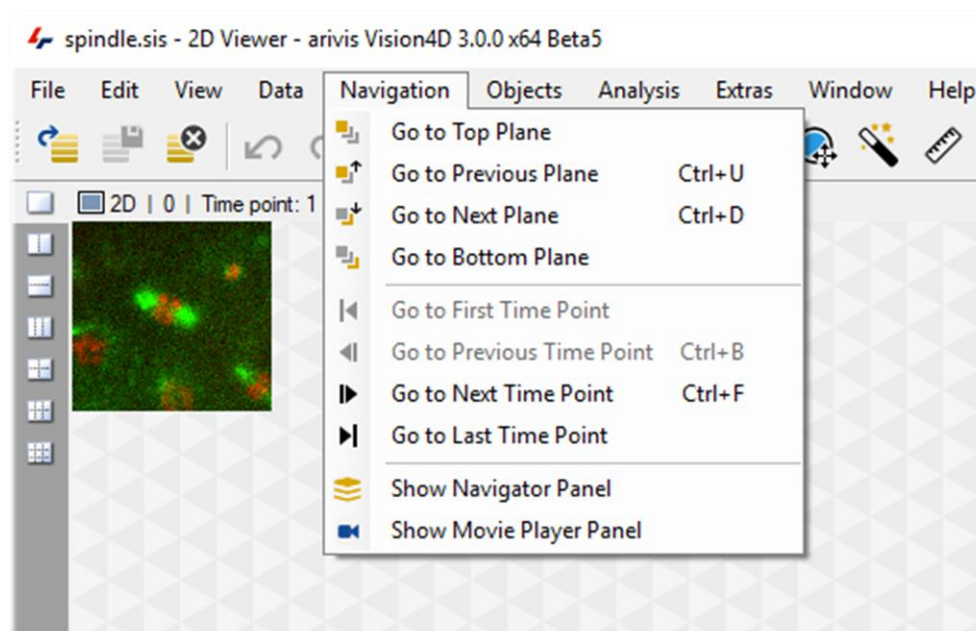 spindle.sis - 2D Viewer - arivis Vision4D 3.0.0 x64 Beta5
File Edit View Data Navigation Objects Analysis Extras Window Help
2D | 0 | Time point: 1
Go to Top Plane
Go to Previous Plane Ctrl+U
Go to Next Plane Ctrl+D
Go to Bottom Plane
Go to First Time Point
Go to Previous Time Point Ctrl+B
Go to Next Time Point Ctrl+F
Go to Last Time Point
Show Navigator Panel
Show Movie Player Panel